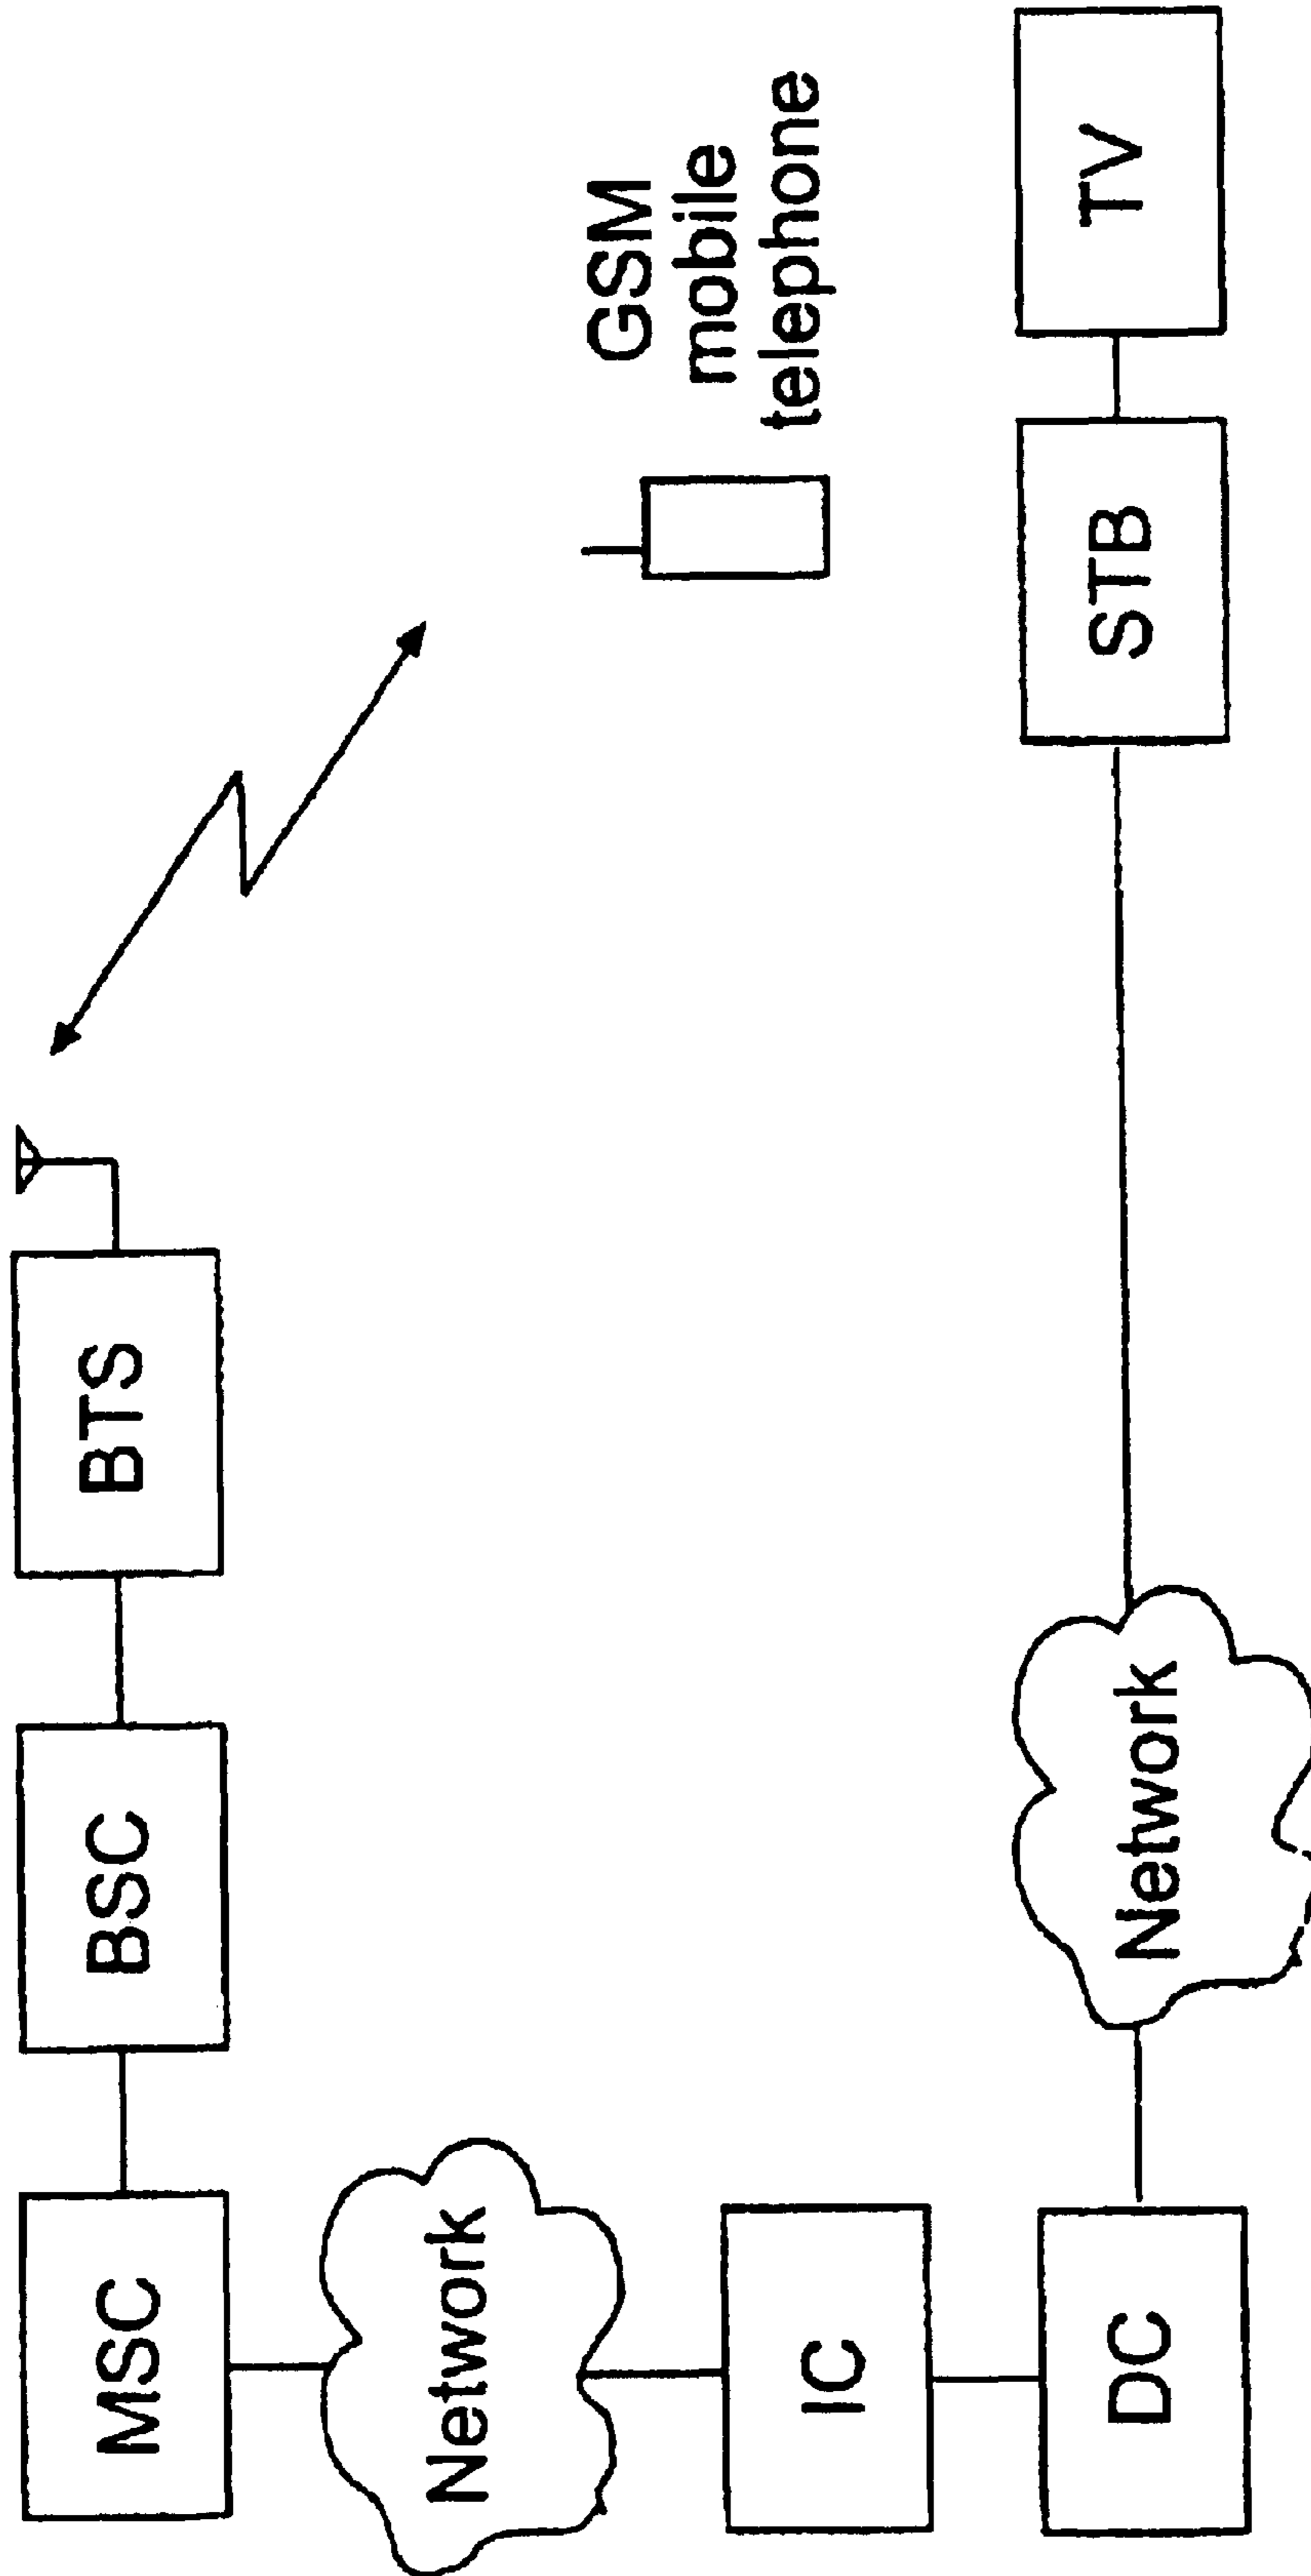 MSC
BSC
BTS
Network
GSM
mobile
telephone
IC
DC
Network
STB
TV